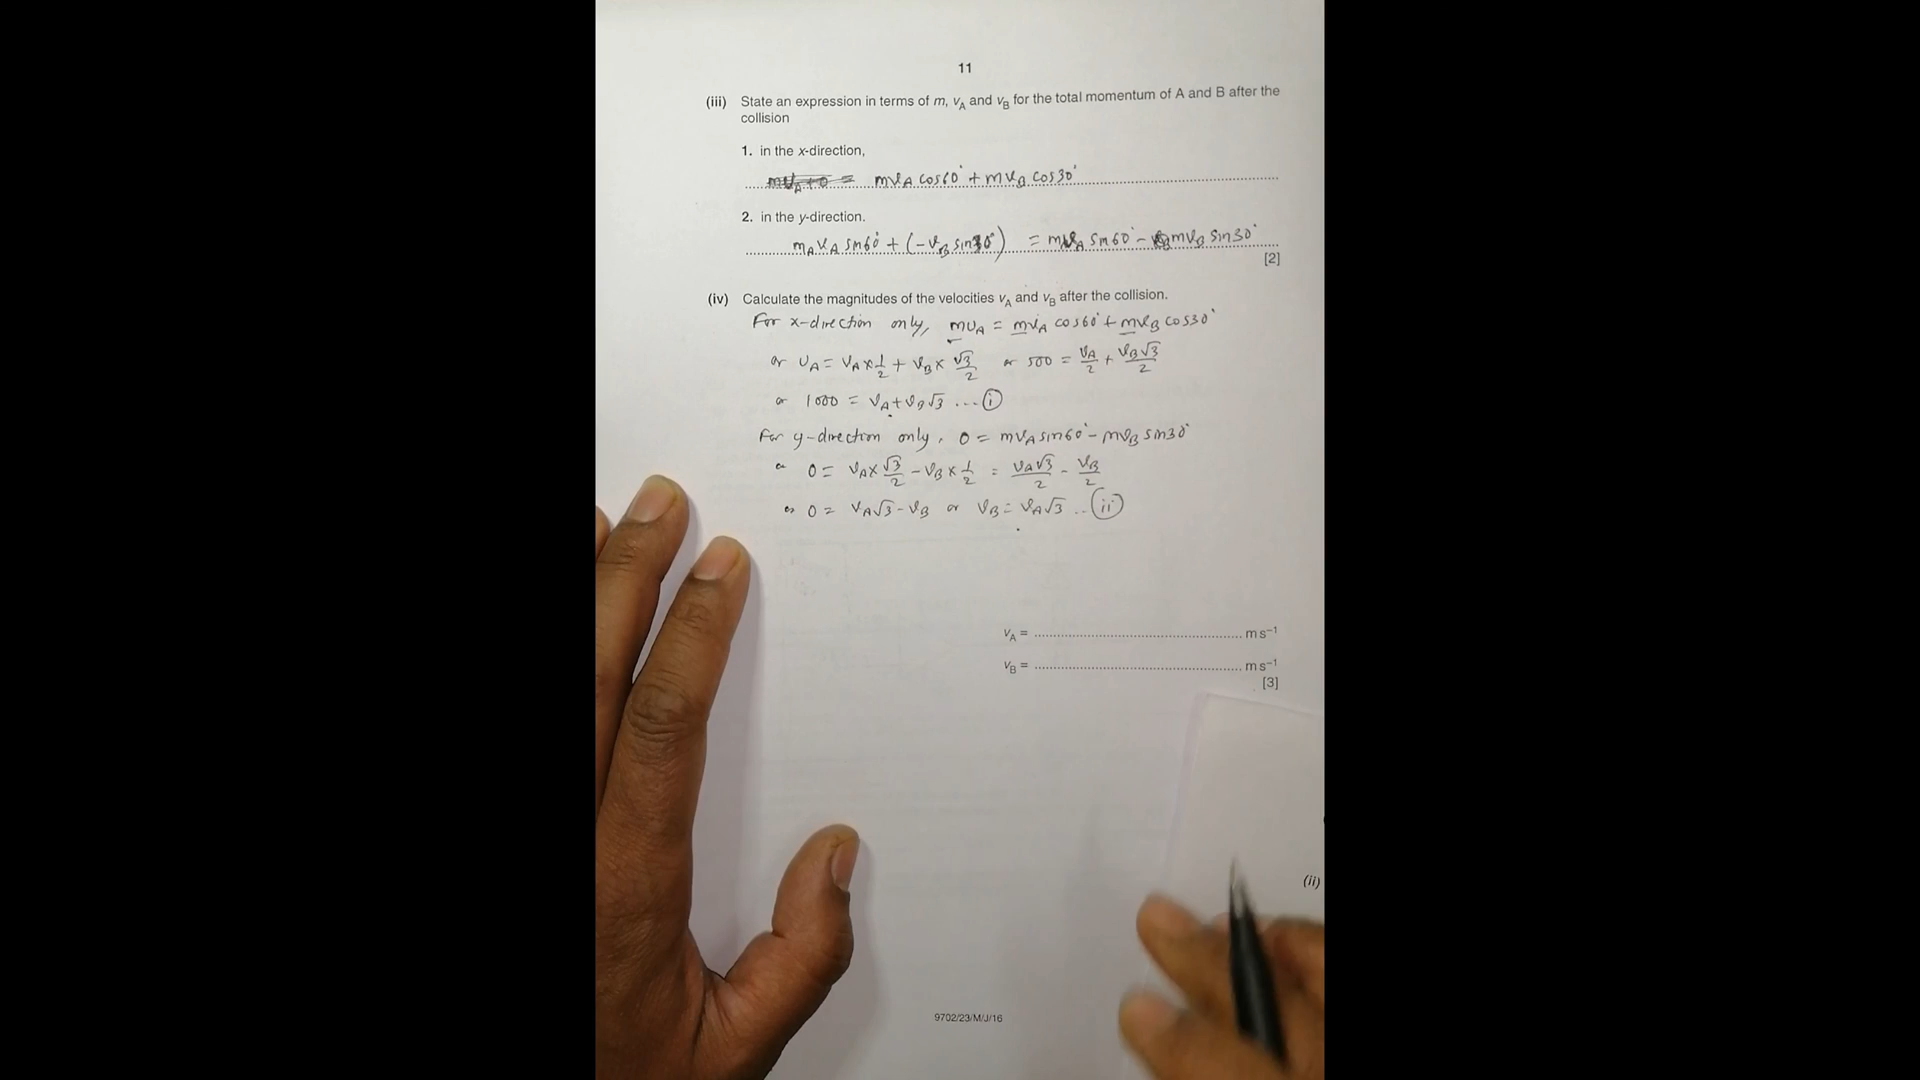 11
(iii) State an expression in terms of m, vA and vB for the total momentum of A and B after the
collision
1. in the x-direction,
= mvA cos60° + mvB cos30°
2. in the y-direction.
mAvA sin60° + (-vB sin30°) = mvA sin60° - mvB sin30°
[2]
(iv) Calculate the magnitudes of the velocities vA and vB after the collision.
For x-direction only, muA = mvA cos60° + mvB cos30°
or uA = vA × 1/2 + vB × √3/2 or 500 = vA/2 + vB√3/2
or 1000 = vA + vB√3 ... (i)
For y-direction only, 0 = mvA sin60° - mvB sin30°
or 0 = vA × √3/2 - vB × 1/2 = vA√3/2 - vB/2
or 0 = vA√3 - vB or vB = vA√3 .. (ii)
vA = ........ m s⁻¹
vB = ........ m s⁻¹
[3]
(ii)
9702/23/M/J/16